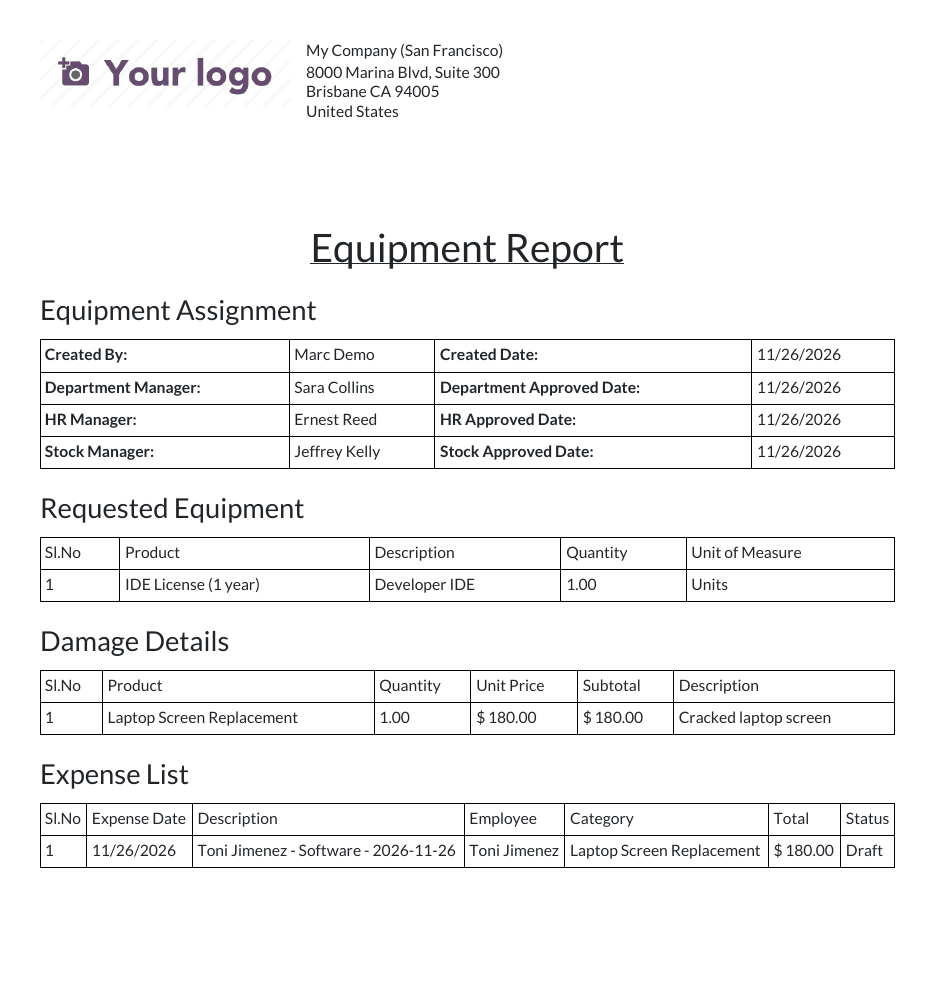 Your logo
My Company (San Francisco)
8000 Marina Blvd, Suite 300
Brisbane CA 94005
United States
Equipment Report
Equipment Assignment
Created By: Marc Demo Created Date: 11/26/2026
Department Manager: Sara Collins Department Approved Date: 11/26/2026
HR Manager: Ernest Reed HR Approved Date: 11/26/2026
Stock Manager: Jeffrey Kelly Stock Approved Date: 11/26/2026
Requested Equipment
Sl.No Product Description Quantity Unit of Measure
1 IDE License (1 year) Developer IDE 1.00 Units
Damage Details
Sl.No Product Quantity Unit Price Subtotal Description
1 Laptop Screen Replacement 1.00 $ 180.00 $ 180.00 Cracked laptop screen
Expense List
Sl.No Expense Date Description Employee Category Total Status
1 11/26/2026 Toni Jimenez - Software - 2026-11-26 Toni Jimenez Laptop Screen Replacement $ 180.00 Draft